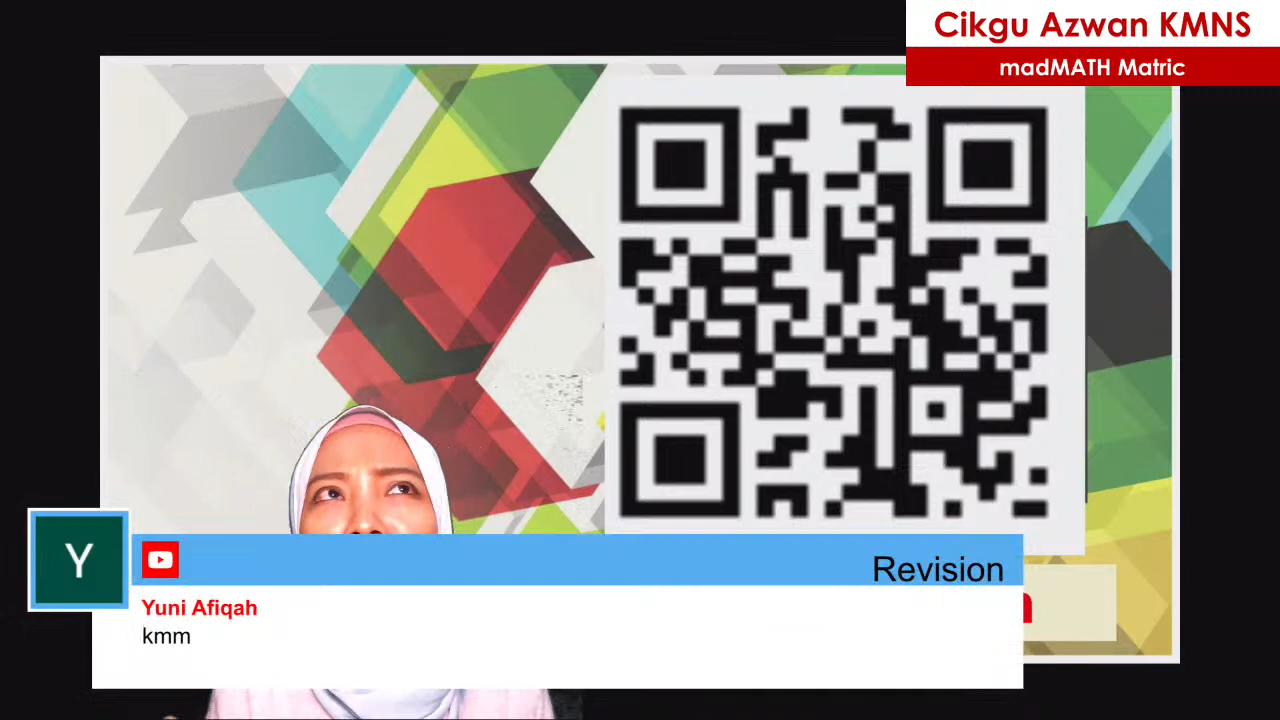 Cikgu Azwan KMNS
madMATH Matric
Y
Revision
Yuni Afiqah
kmm